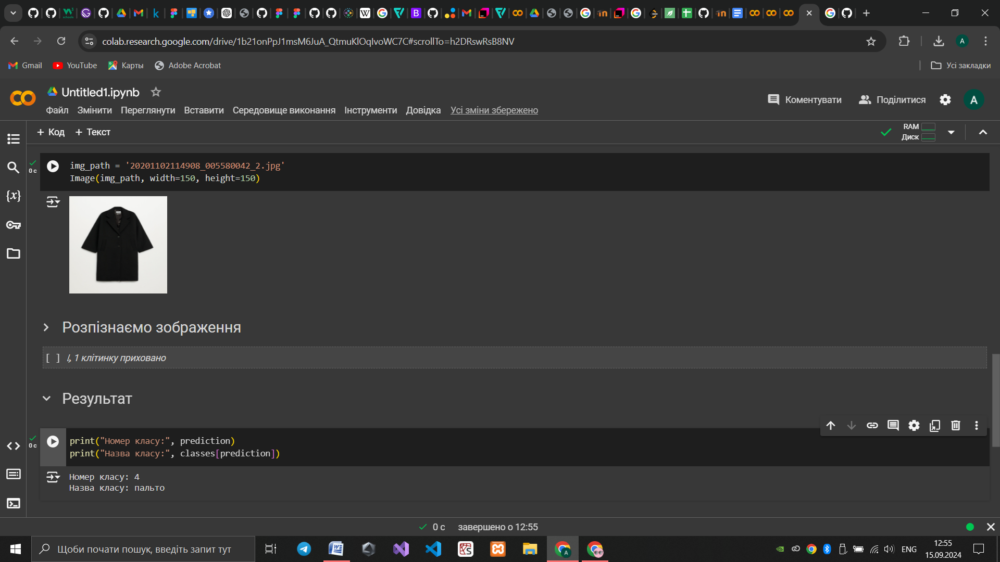 colab.research.google.com/drive/1b21onPpJ1msM6JuA_QtmuKlOqIvoWC7C#scrollTo=h2DRswRsB8NV
A
Gmail YouTube Карты Adobe Acrobat Усі закладки
Untitled1.ipynb
Коментувати Поділитися A
Файл Змінити Переглянути Вставити Середовище виконання Інструменти Довідка Усі зміни збережено
+ Код + Текст
RAM
Диск
0 с
img_path = '20201102114908_005580042_2.jpg'
Image(img_path, width=150, height=150)
{x}
Розпізнаємо зображення
[ ] ↳ 1 клітинку приховано
Результат
0 с
print("Номер класу:", prediction)
print("Назва класу:", classes[prediction])
Номер класу: 4
Назва класу: пальто
0 с завершено о 12:55
Щоби почати пошук, введіть запит тут
ENG
12:55
15.09.2024